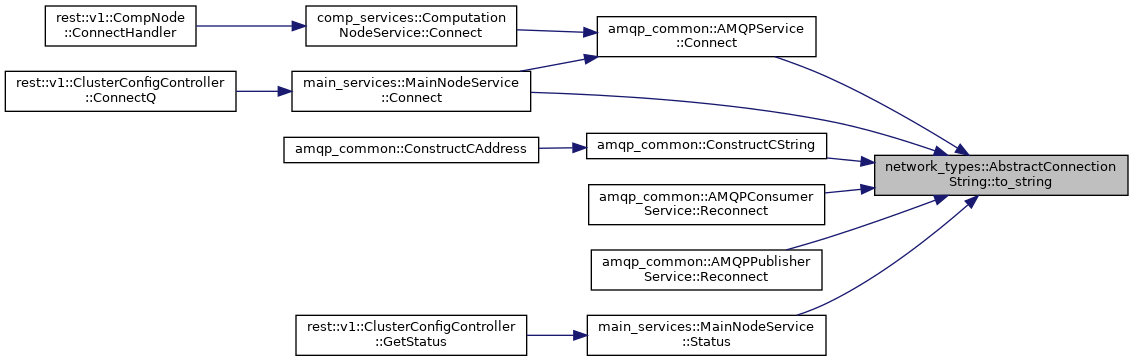 rest::v1::CompNode
::ConnectHandler
comp_services::Computation
NodeService::Connect
amqp_common::AMQPService
::Connect
rest::v1::ClusterConfigController
::ConnectQ
main_services::MainNodeService
::Connect
amqp_common::ConstructCAddress
amqp_common::ConstructCString
network_types::AbstractConnection
String::to_string
amqp_common::AMQPConsumer
Service::Reconnect
amqp_common::AMQPPublisher
Service::Reconnect
rest::v1::ClusterConfigController
::GetStatus
main_services::MainNodeService
::Status